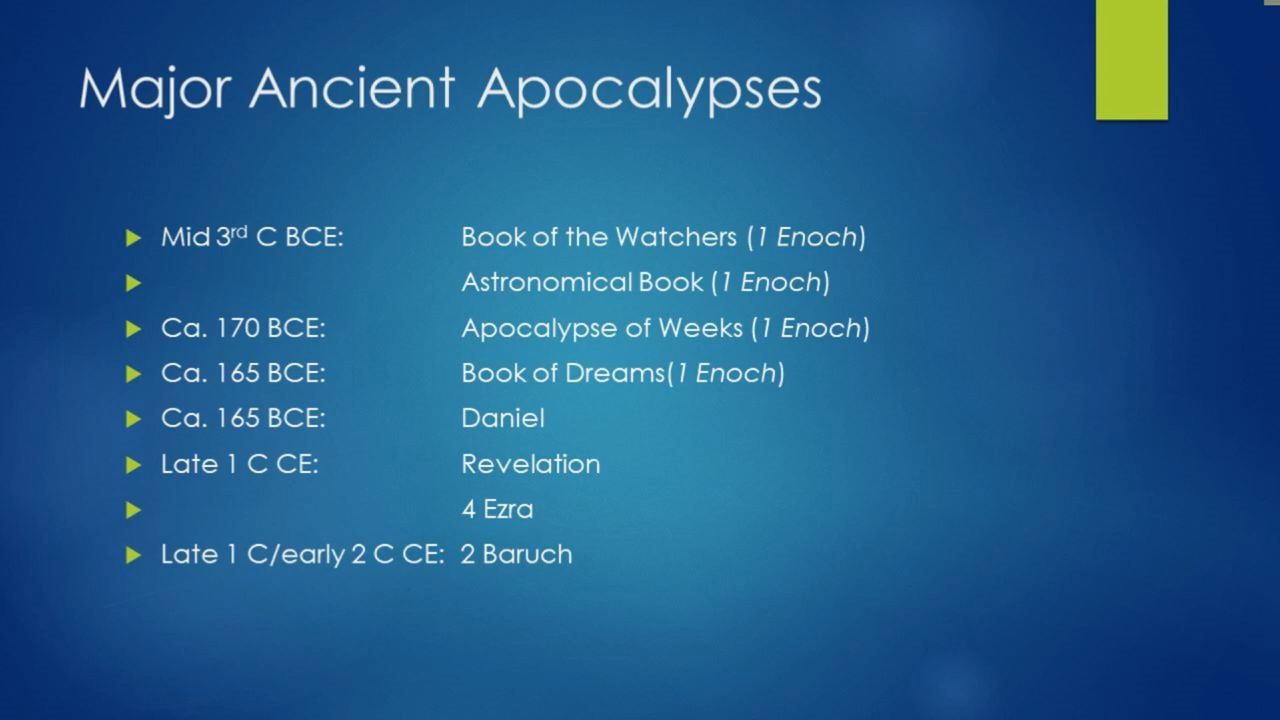 Major Ancient Apocalypses
Mid 3rd C BCE: Book of the Watchers (1 Enoch)
Astronomical Book (1 Enoch)
Ca. 170 BCE: Apocalypse of Weeks (1 Enoch)
Ca. 165 BCE: Book of Dreams(1 Enoch)
Ca. 165 BCE: Daniel
Late 1 C CE: Revelation
4 Ezra
Late 1 C/early 2 C CE: 2 Baruch